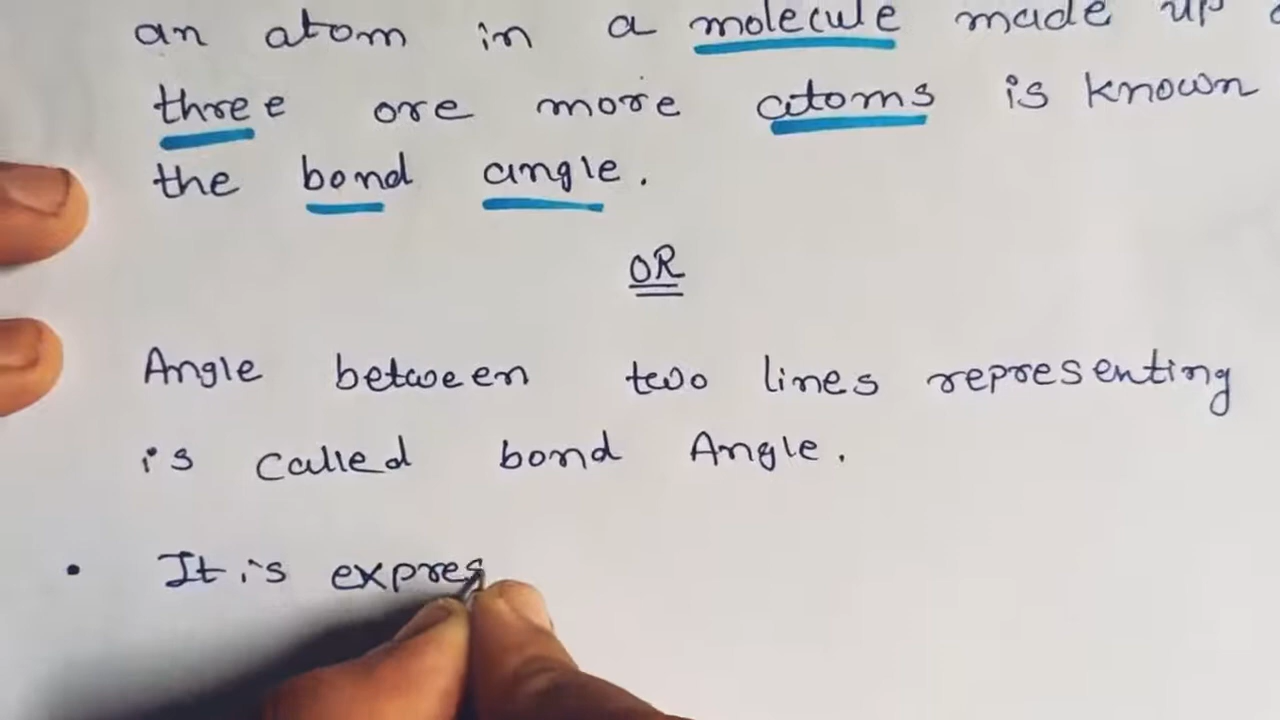 an atom in a molecule made up
three ore more atoms is known
the bond angle.
OR
Angle between two lines representing
is called bond Angle.
• It is expres